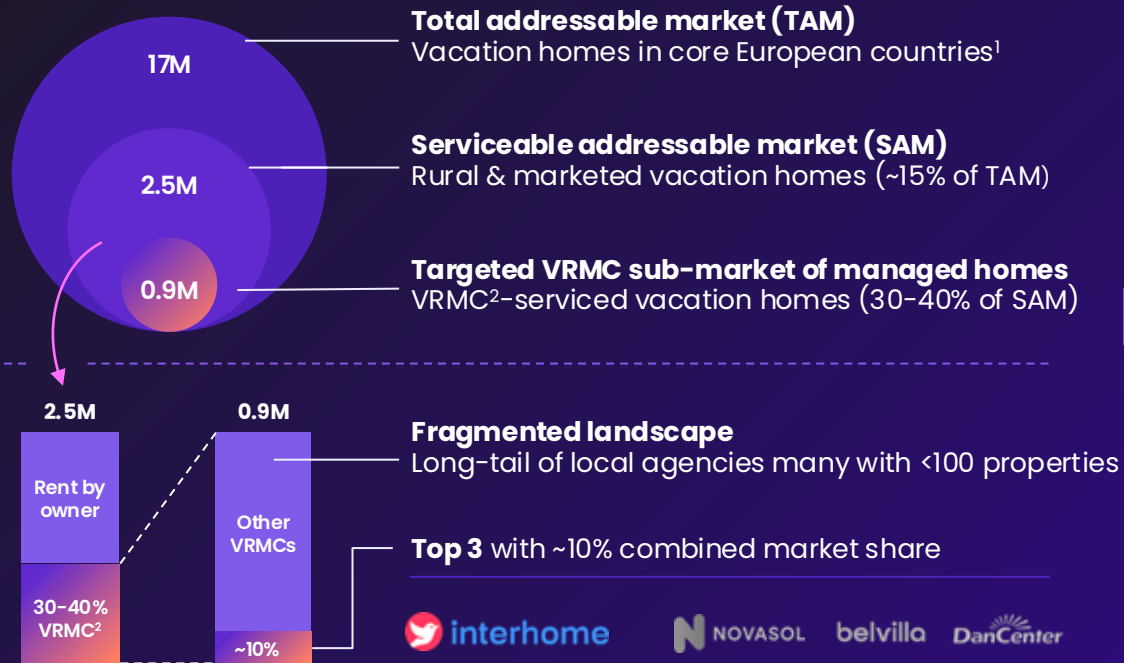 Total addressable market (TAM)
Vacation homes in core European countries¹
17M
Serviceable addressable market (SAM)
Rural & marketed vacation homes (~15% of TAM)
2.5M
Targeted VRMC sub-market of managed homes
VRMC²-serviced vacation homes (30-40% of SAM)
0.9M
2.5M
0.9M
Rent by
owner
30-40%
VRMC²
Other
VRMCs
~10%
Fragmented landscape
Long-tail of local agencies many with <100 properties
Top 3 with ~10% combined market share
interhome
NOVASOL
belvilla
DanCenter